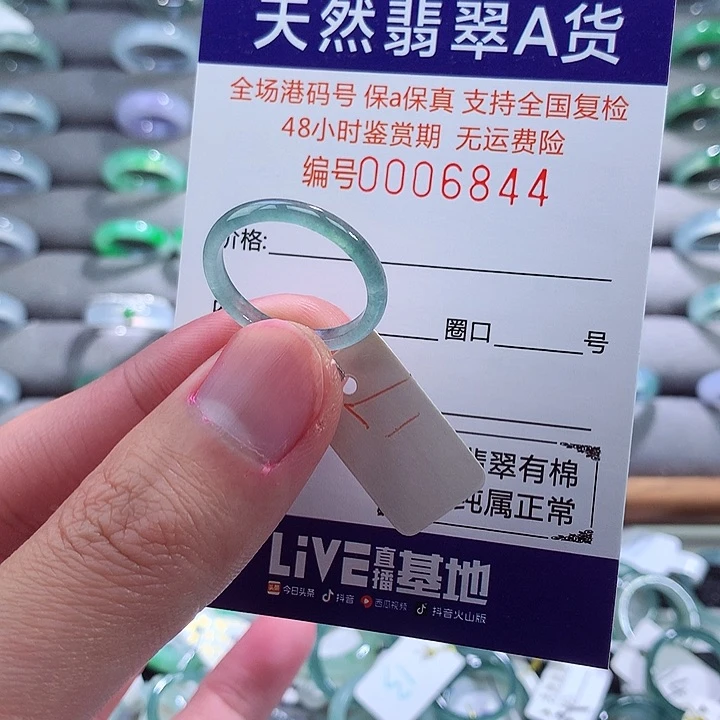 天然翡翠A货
全场港码号 保a保真 支持全国复检
48小时鉴赏期 无运费险
编号0006844
价格:
圈口 号
翡翠有棉
纯属正常
LiVE直播基地
今日头条 抖音 西瓜视频 抖音火山版